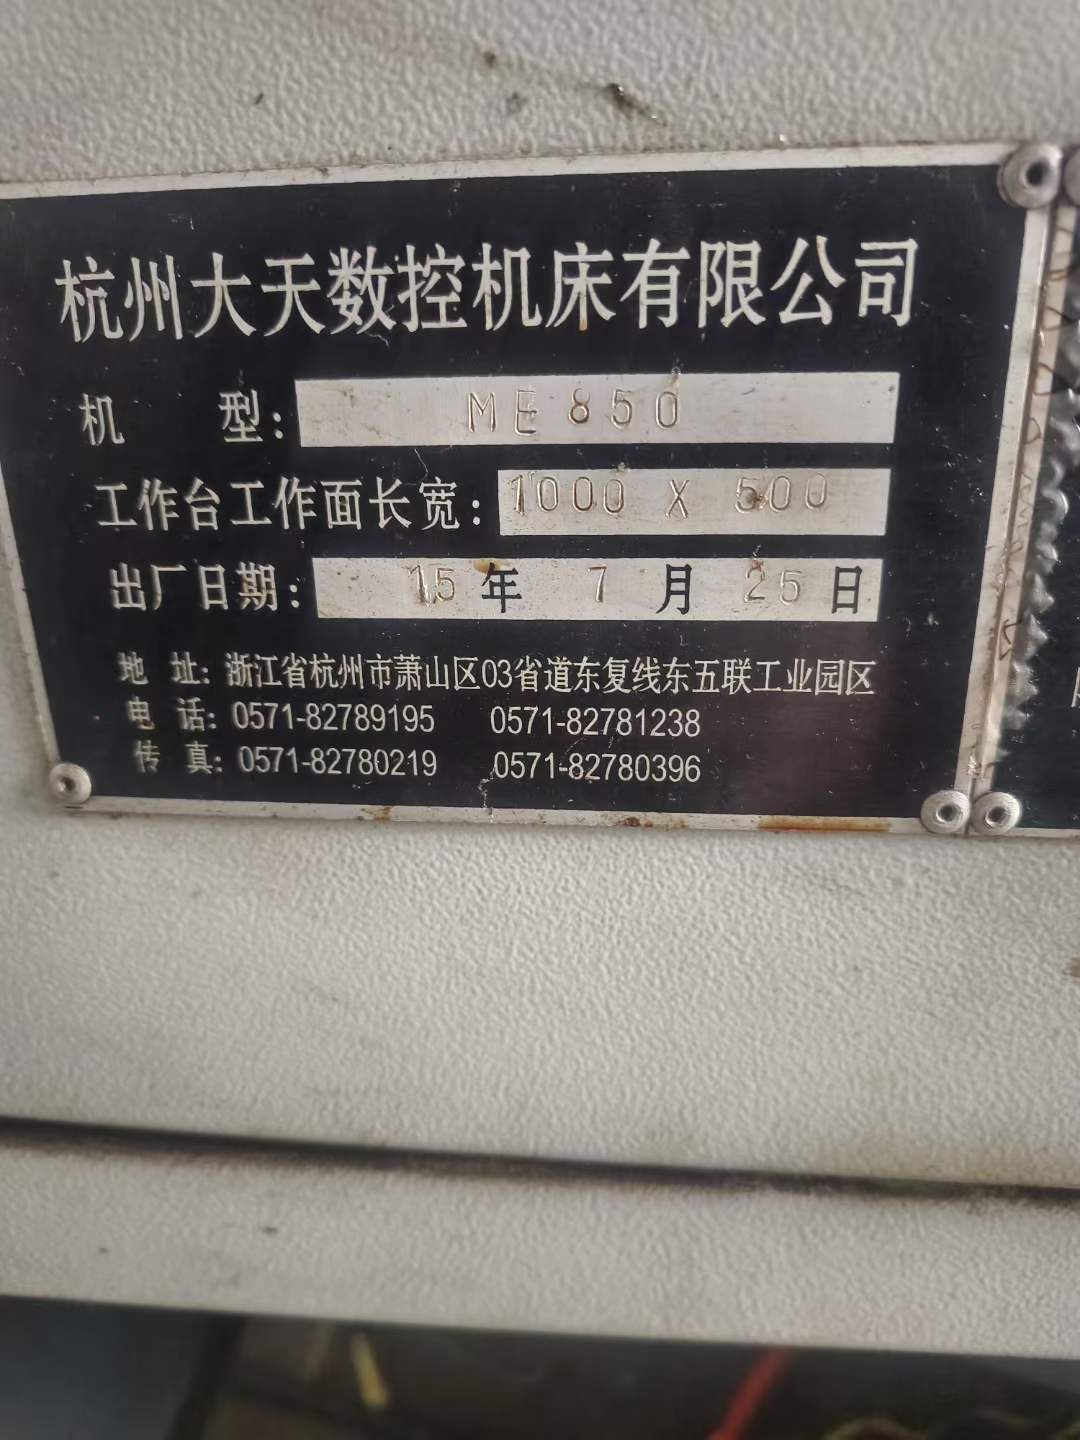 杭州大天数控机床有限公司
机 型: ME850
工作台工作面长宽: 1000 X 500
出厂日期: 15 年 7 月 25 日
地 址: 浙江省杭州市萧山区03省道东复线东五联工业园区
电 话: 0571-82789195 0571-82781238
传 真: 0571-82780219 0571-82780396